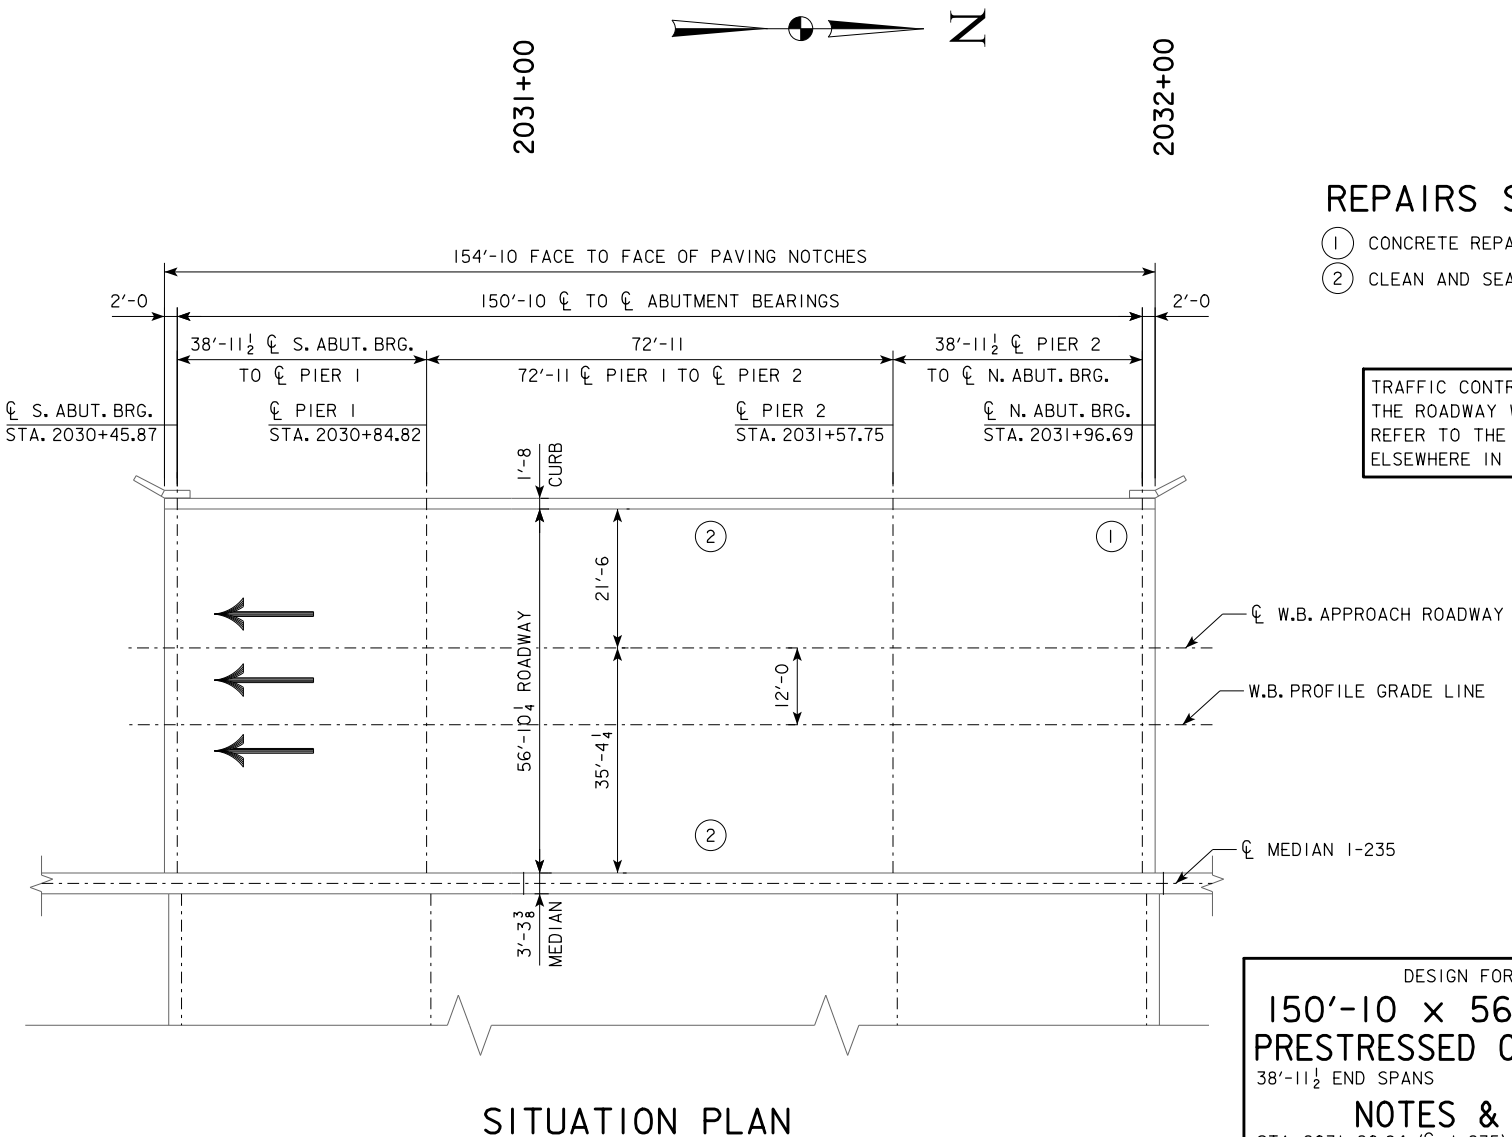 N
2031+00
2032+00
REPAIRS S
1 CONCRETE REPA
2 CLEAN AND SEA
154'-10 FACE TO FACE OF PAVING NOTCHES
2'-0
150'-10 ℄ TO ℄ ABUTMENT BEARINGS
2'-0
38'-11½ ℄ S. ABUT. BRG.
TO ℄ PIER 1
72'-11
72'-11 ℄ PIER 1 TO ℄ PIER 2
38'-11½ ℄ PIER 2
TO ℄ N. ABUT. BRG.
℄ S. ABUT. BRG.
STA. 2030+45.87
℄ PIER 1
STA. 2030+84.82
℄ PIER 2
STA. 2031+57.75
℄ N. ABUT. BRG.
STA. 2031+96.69
TRAFFIC CONTR
THE ROADWAY W
REFER TO THE
ELSEWHERE IN
1'-8
CURB
2
1
21'-6
56'-10¼ ROADWAY
12'-0
35'-4¼
2
℄ W.B. APPROACH ROADWAY
W.B. PROFILE GRADE LINE
℄ MEDIAN I-235
3'-3⅜
MEDIAN
SITUATION PLAN
DESIGN FOR
150'-10 x 56
PRESTRESSED
38'-11½ END SPANS
NOTES &